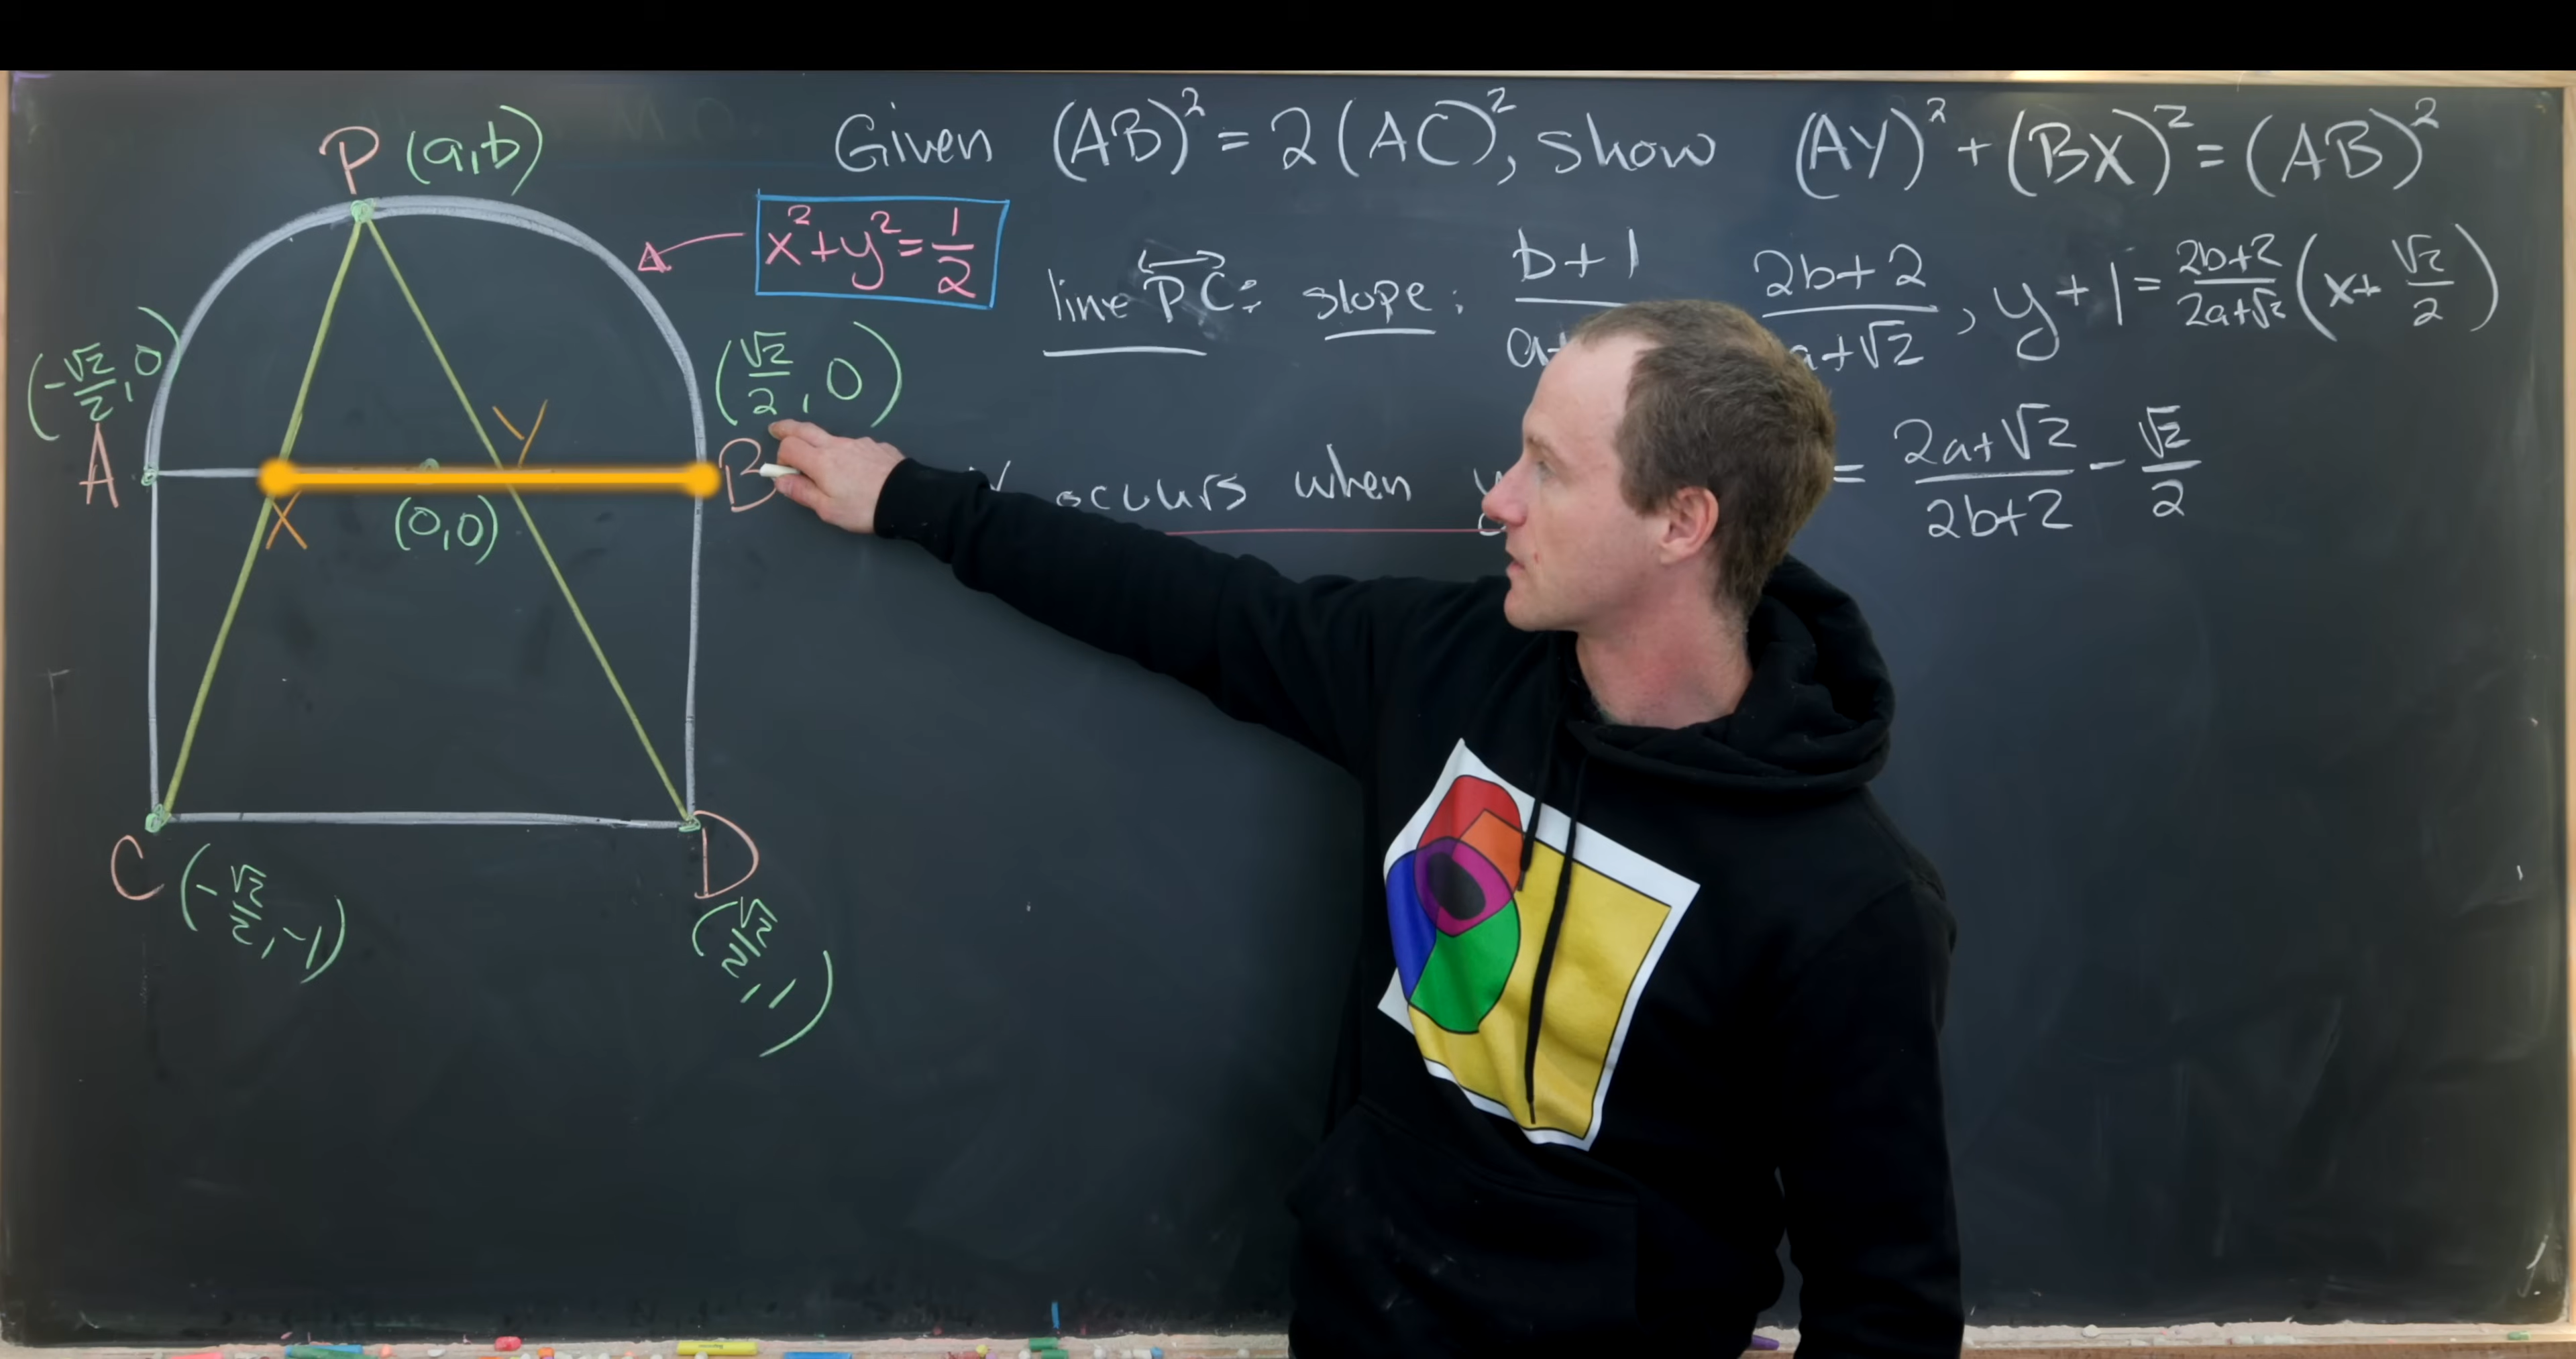 Given (AB)² = 2(AC)², show (AY)² + (BX)² = (AB)²
P (a,b)
x² + y² = 1/2
line PC: slope: b+1 / a+ 2b+2 / a+√2 , y+1 = (2b+2)/(2a+√2) (x + √2/2)
(-√2/2, 0)
(√2/2, 0)
A
X
Y
B
(0,0)
occurs when = (2a+√2)/(2b+2) - √2/2
C (-√2/2, -1)
D
(√2/2, -1)